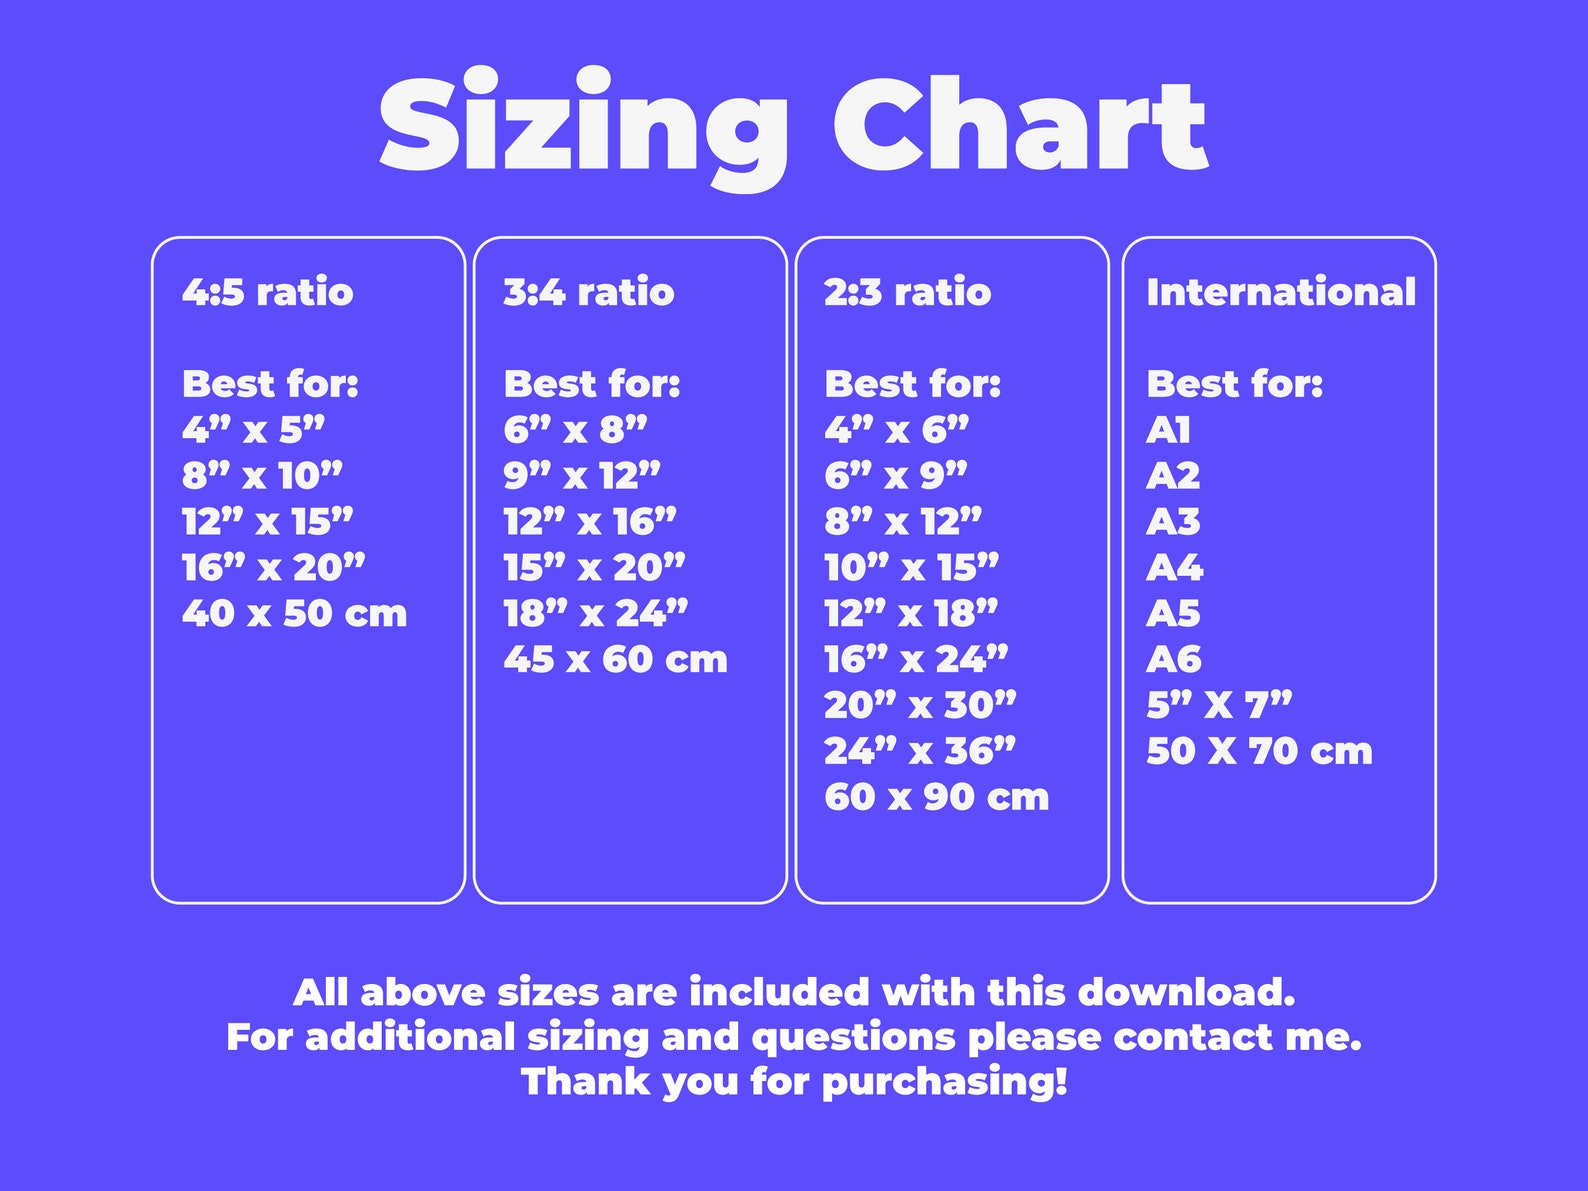 Sizing Chart
4:5 ratio
Best for:
4” x 5”
8” x 10”
12” x 15”
16” x 20”
40 x 50 cm
3:4 ratio
Best for:
6” x 8”
9” x 12”
12” x 16”
15” x 20”
18” x 24”
45 x 60 cm
2:3 ratio
Best for:
4” x 6”
6” x 9”
8” x 12”
10” x 15”
12” x 18”
16” x 24”
20” x 30”
24” x 36”
60 x 90 cm
International
Best for:
A1
A2
A3
A4
A5
A6
5” X 7”
50 X 70 cm
All above sizes are included with this download.
For additional sizing and questions please contact me.
Thank you for purchasing!